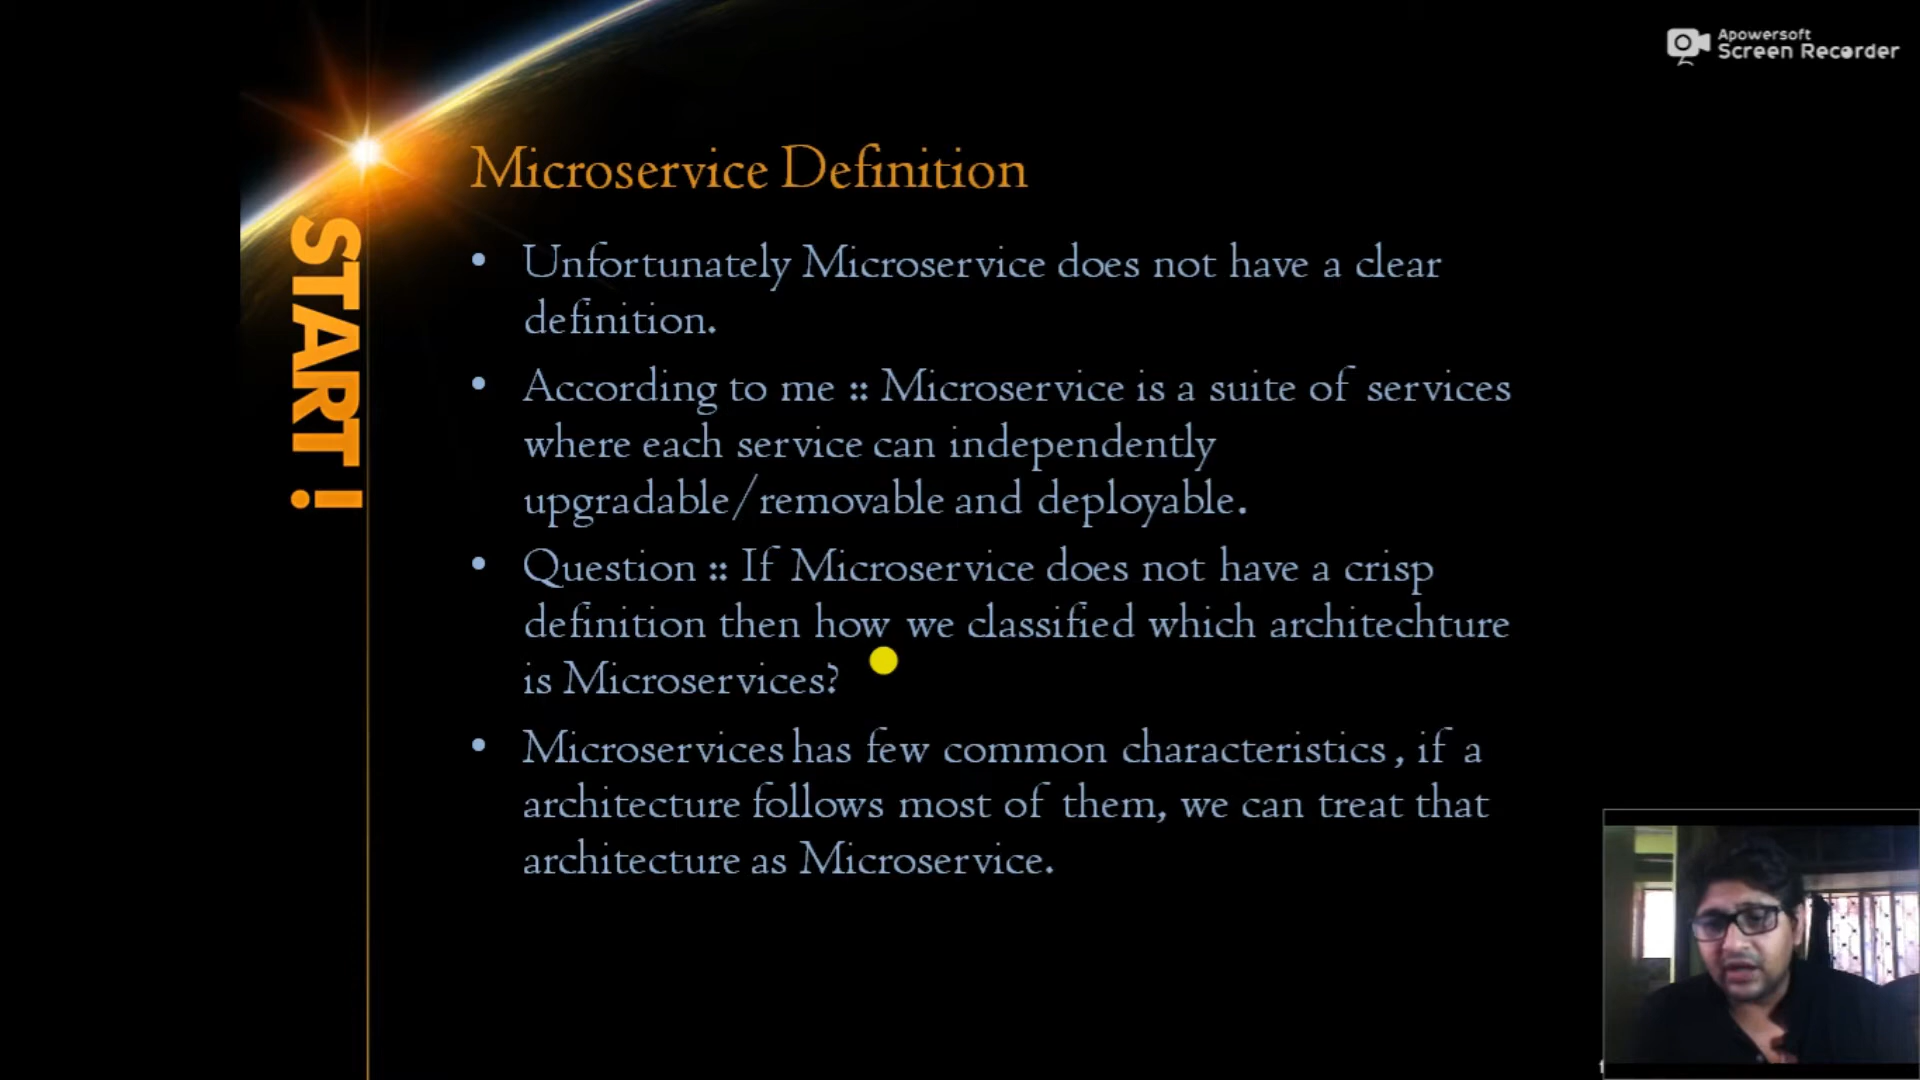 Apowersoft
Screen Recorder
START !
Microservice Definition
• Unfortunately Microservice does not have a clear
definition.
• According to me :: Microservice is a suite of services
where each service can independently
upgradable/removable and deployable.
• Question :: If Microservice does not have a crisp
definition then how we classified which architechture
is Microservices?
• Microservices has few common characteristics , if a
architecture follows most of them, we can treat that
architecture as Microservice.